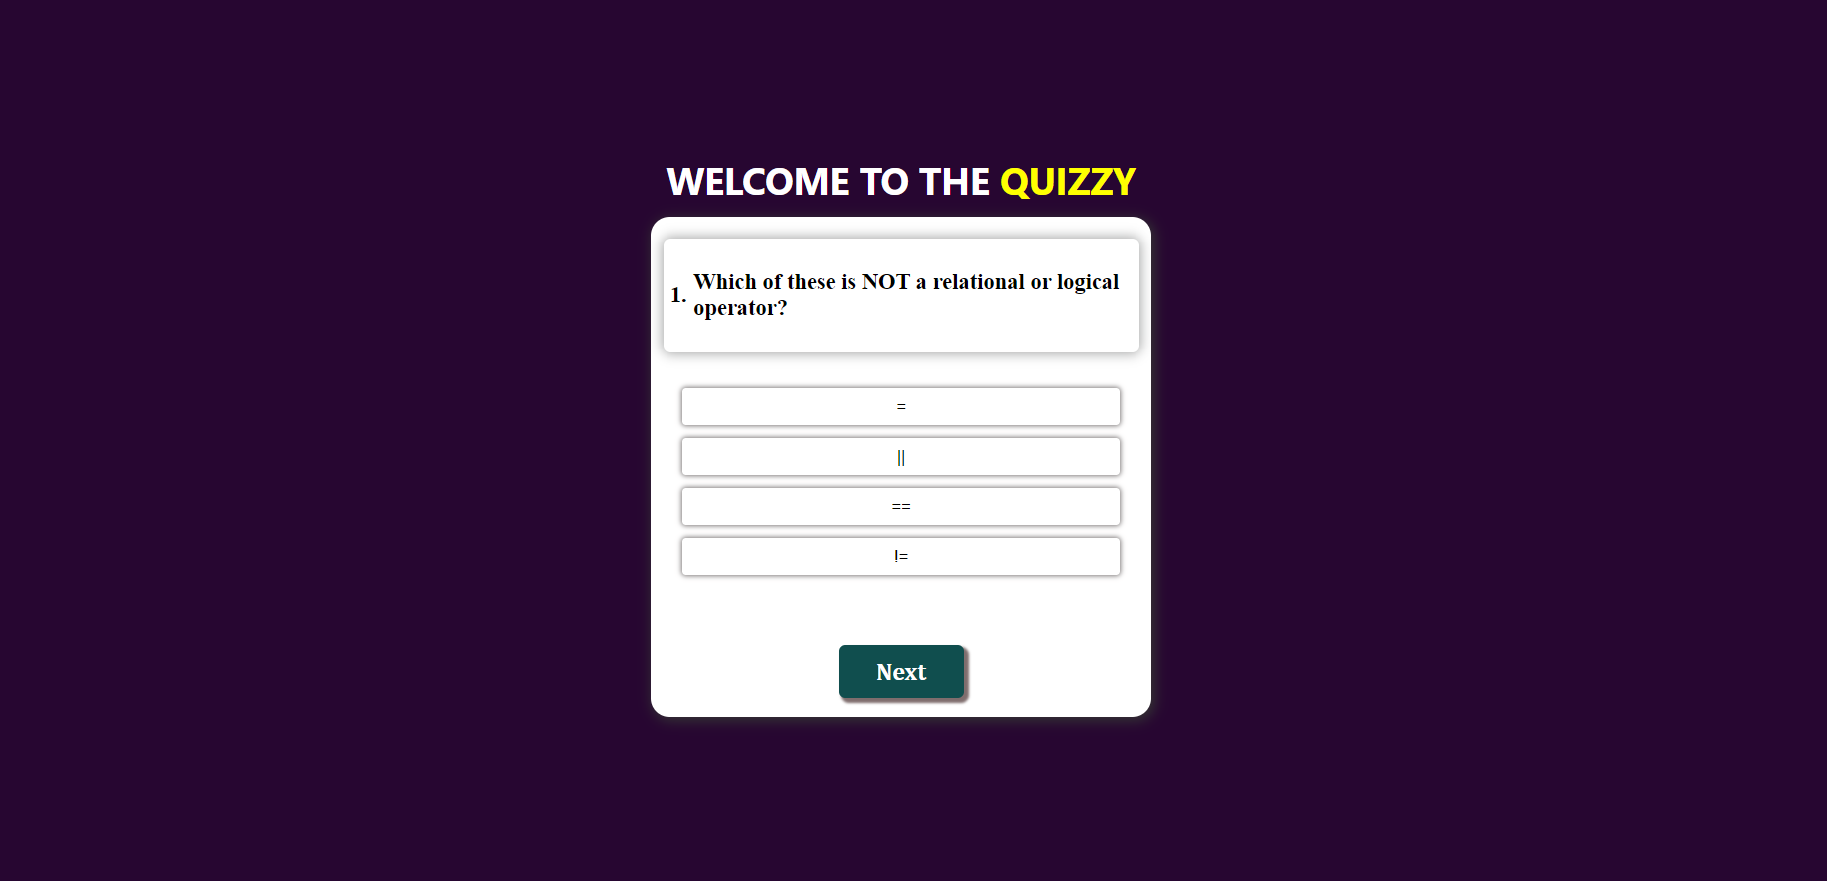 WELCOME TO THE QUIZZY
1. Which of these is NOT a relational or logical
operator?
=
||
==
!=
Next